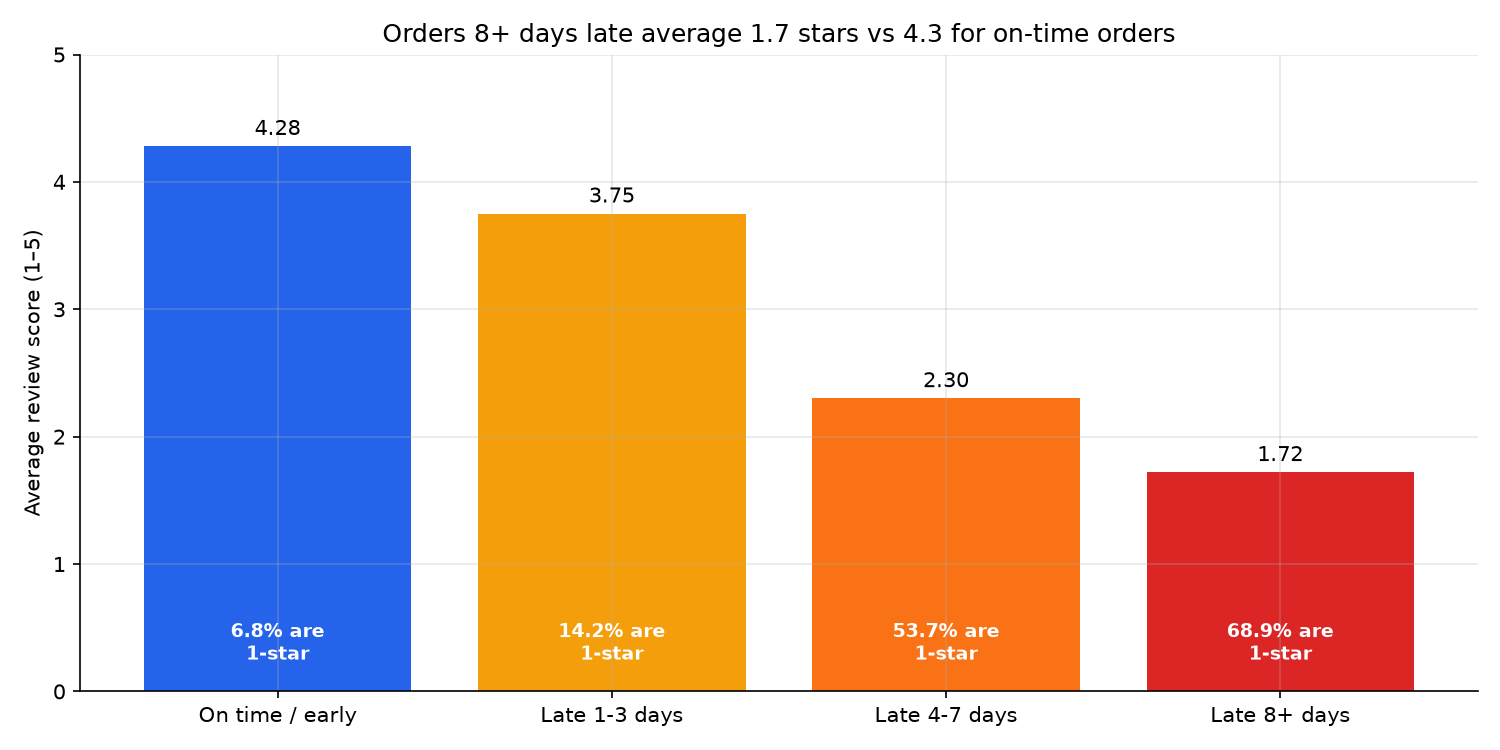 Orders 8+ days late average 1.7 stars vs 4.3 for on-time orders
Average review score (1–5)
5
4
3
2
1
0
4.28
3.75
2.30
1.72
6.8% are
1-star
14.2% are
1-star
53.7% are
1-star
68.9% are
1-star
On time / early
Late 1-3 days
Late 4-7 days
Late 8+ days